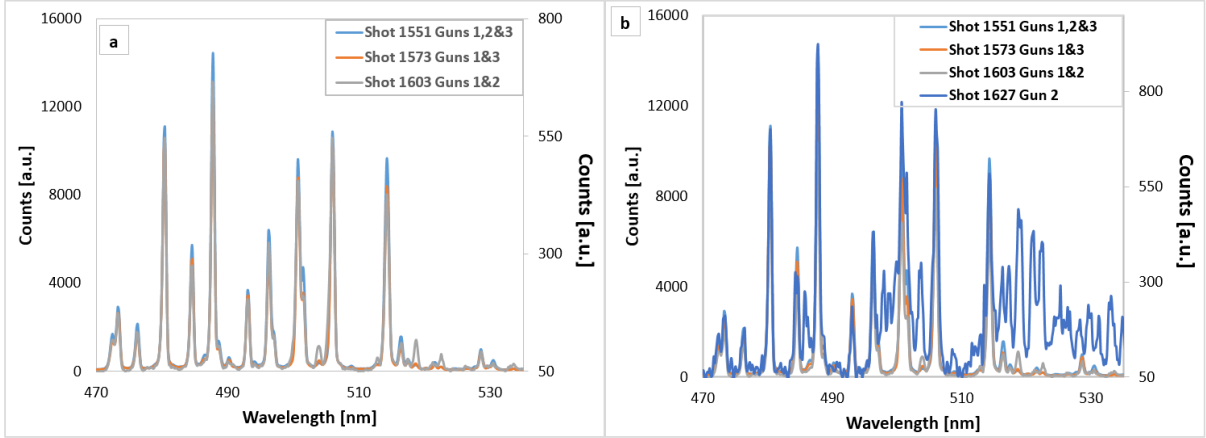 a
Shot 1551 Guns 1,2&3
Shot 1573 Guns 1&3
Shot 1603 Guns 1&2
16000
12000
8000
4000
0
800
550
300
50
Counts [a.u.]
Counts [a.u.]
470
490
510
530
Wavelength [nm]
b
Shot 1551 Guns 1,2&3
Shot 1573 Guns 1&3
Shot 1603 Guns 1&2
Shot 1627 Gun 2
16000
12000
8000
4000
0
800
550
300
50
Counts [a.u.]
Counts [a.u.]
470
490
510
530
Wavelength [nm]